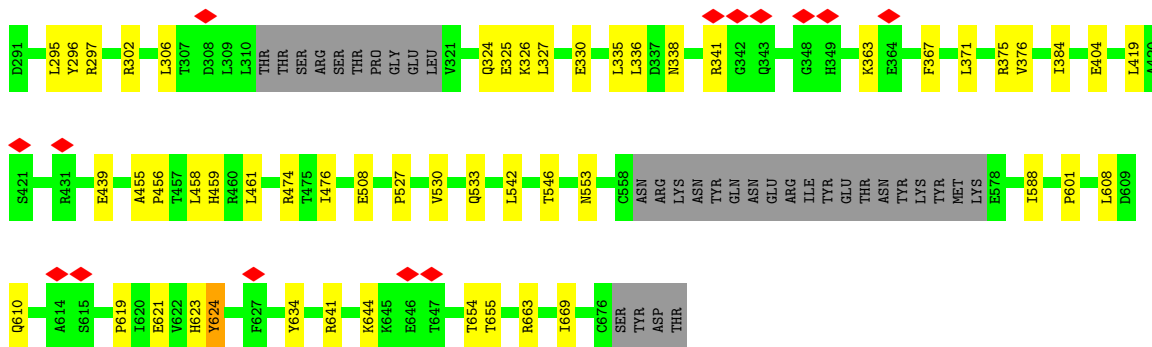 D291 L295 Y296 R297 R302 L306 T307 D308 L309 L310 THR THR SER ARG SER THR PRO GLY GLU LEU V321 Q324 E325 K326 L327 E330 L335 L336 D337 N338 R341 G342 Q343 G348 H349 K363 E364 F367 L371 R375 V376 I384 E404 L419 A420
S421 R431 E439 A455 P456 T457 L458 H459 R460 L461 R474 T475 I476 E508 P527 V530 Q533 L542 T546 N553 C558 ASN ARG LYS ASN TYR GLN ASN GLU ARG ILE TYR GLU THR ASN TYR LYS TYR MET LYS E578 I588 P601 L608 D609
Q610 A614 S615 P619 I620 E621 V622 H623 Y624 F627 Y634 R641 K644 K645 E646 T647 T654 T655 R663 I669 C676 SER TYR ASP THR